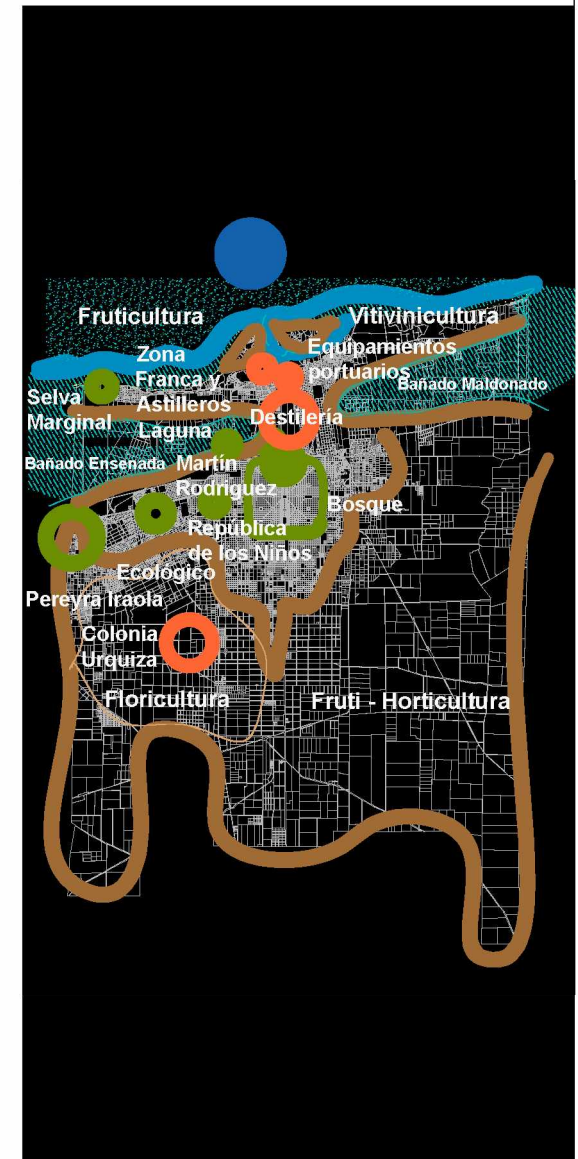 Fruticultura
Vitivinicultura
Zona
Franca y
Astilleros
Equipamientos
portuarios
Bañado Maldonado
Selva
Marginal
Destilería
Laguna
Bañado Ensenada
Martín
Rodriguez
Bosque
República
de los Niños
Ecológico
Pereyra Iraola
Colonia
Urquiza
Floricultura
Fruti - Horticultura